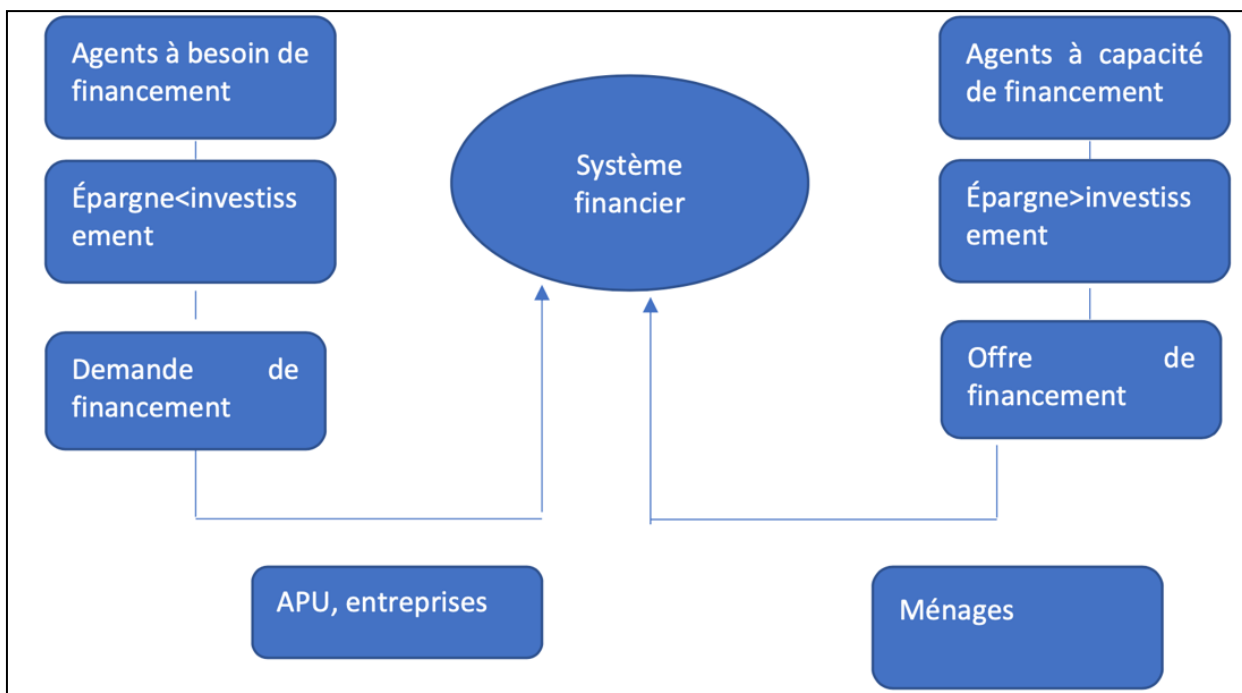 Agents à besoin de
financement
Épargne<investiss
ement
Demande de
financement
Système
financier
Agents à capacité
de financement
Épargne>investiss
ement
Offre de
financement
APU, entreprises
Ménages